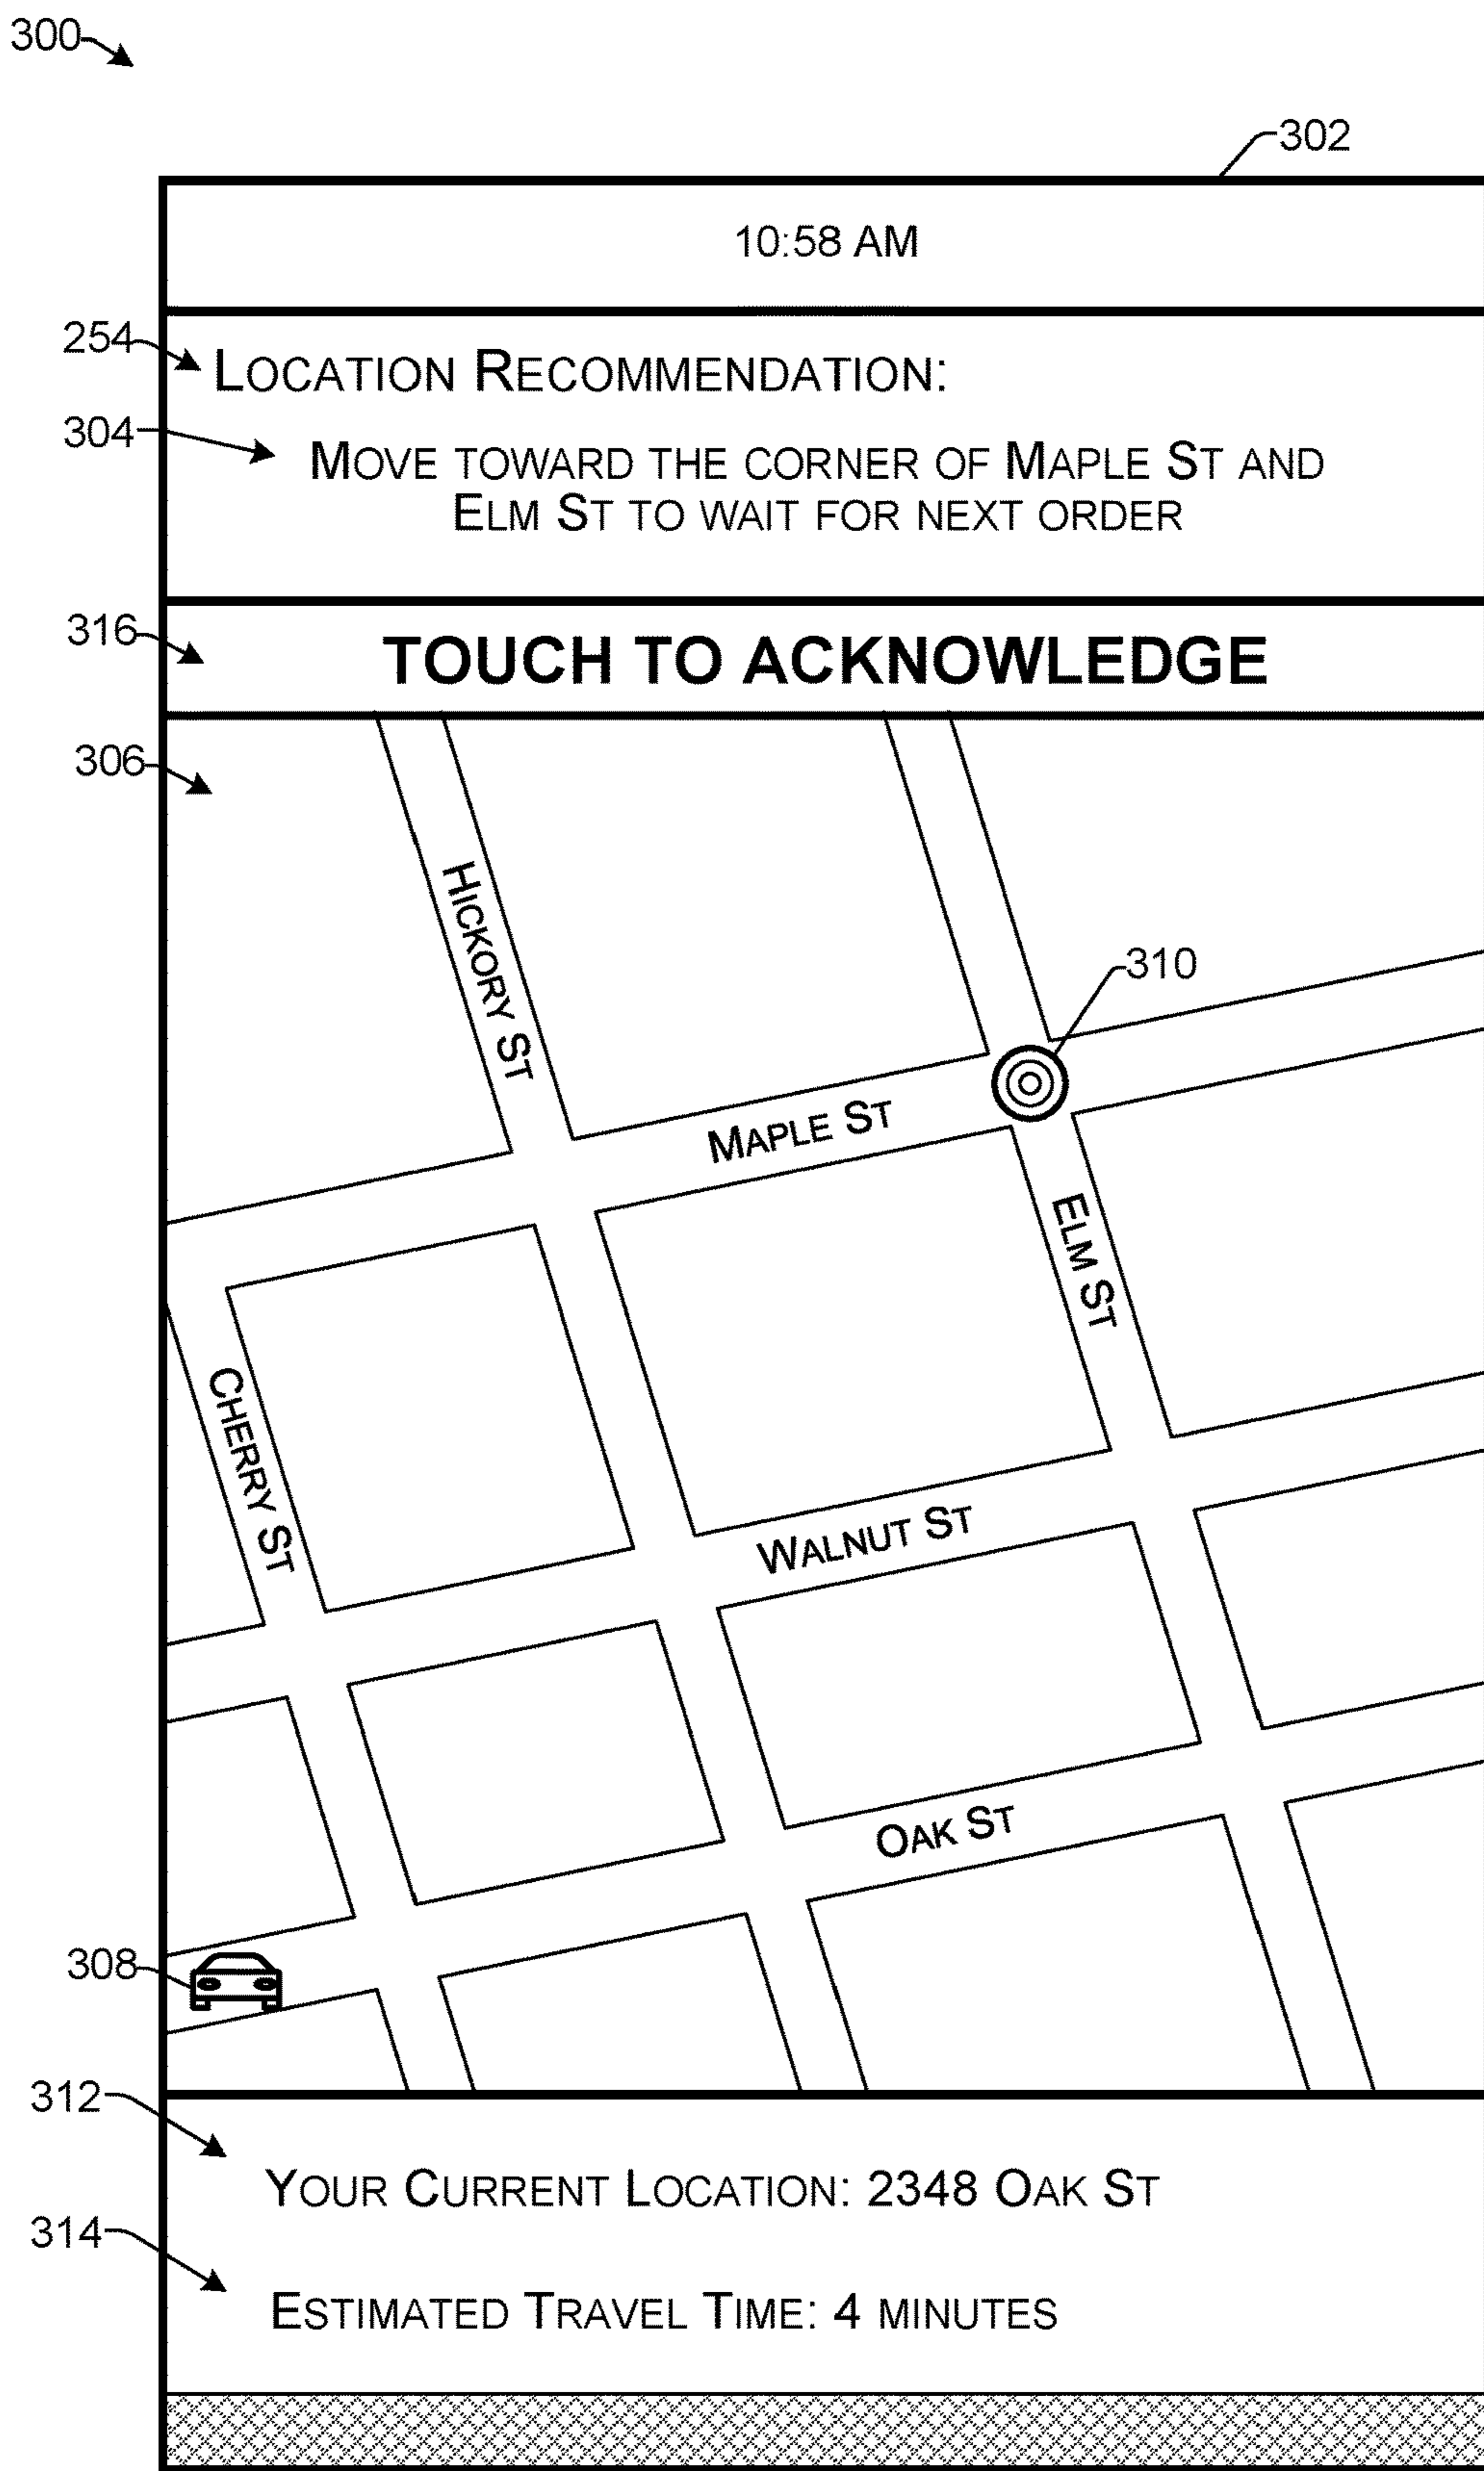 300
302
10:58 AM
254
LOCATION RECOMMENDATION:
304
MOVE TOWARD THE CORNER OF MAPLE ST AND
ELM ST TO WAIT FOR NEXT ORDER
316
TOUCH TO ACKNOWLEDGE
306
HICKORY ST
310
MAPLE ST
ELM ST
CHERRY ST
WALNUT ST
OAK ST
308
312
YOUR CURRENT LOCATION: 2348 OAK ST
314
ESTIMATED TRAVEL TIME: 4 MINUTES